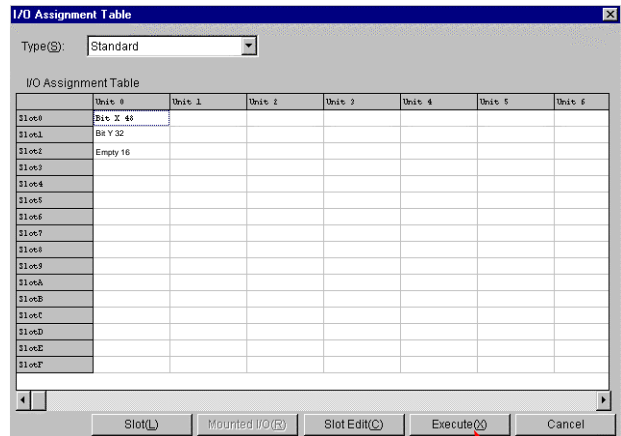 I/O Assignment Table
Type(S): Standard
I/O Assignment Table
Unit 0 Unit 1 Unit 2 Unit 3 Unit 4 Unit 5 Unit 6
Slot0 Bit X 48
Slot1 Bit Y 32
Slot2 Empty 16
Slot3
Slot4
Slot5
Slot6
Slot7
Slot8
Slot9
SlotA
SlotB
SlotC
SlotD
SlotE
SlotF
Slot(L) Mounted I/O(R) Slot Edit(C) Execute(X) Cancel